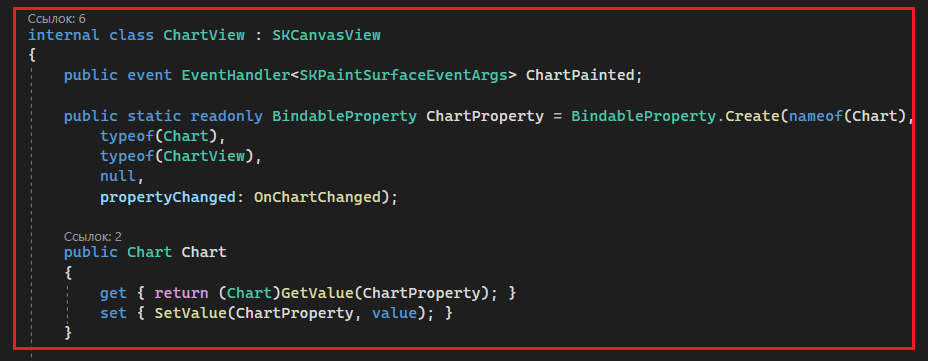 Ссылок: 6
internal class ChartView : SKCanvasView
{
    public event EventHandler<SKPaintSurfaceEventArgs> ChartPainted;

    public static readonly BindableProperty ChartProperty = BindableProperty.Create(nameof(Chart),
        typeof(Chart),
        typeof(ChartView),
        null,
        propertyChanged: OnChartChanged);

    Ссылок: 2
    public Chart Chart
    {
        get { return (Chart)GetValue(ChartProperty); }
        set { SetValue(ChartProperty, value); }
    }